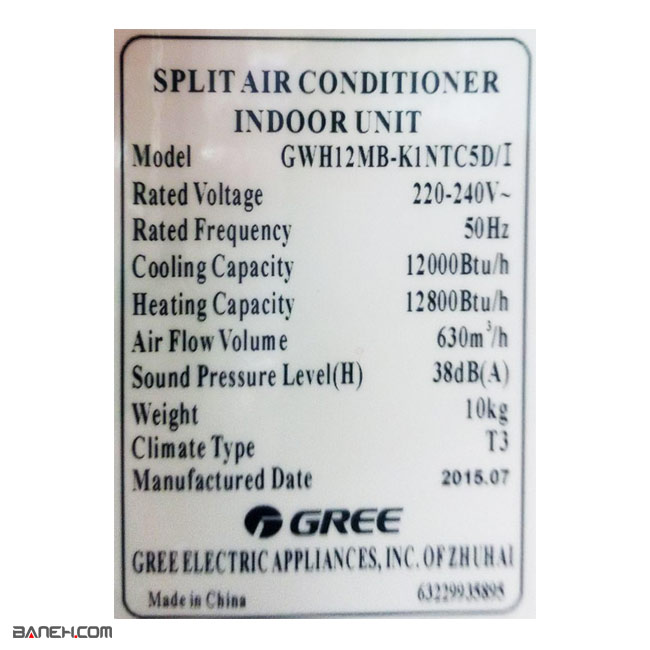 SPLIT AIR CONDITIONER
INDOOR UNIT
Model GWH12MB-K1NTC5D/I
Rated Voltage 220-240V~
Rated Frequency 50Hz
Cooling Capacity 12000Btu/h
Heating Capacity 12800Btu/h
Air Flow Volume 630m³/h
Sound Pressure Level(H) 38dB(A)
Weight 10kg
Climate Type T3
Manufactured Date 2015.07
GREE
GREE ELECTRIC APPLIANCES, INC. OF ZHUHAI
Made in China 63229935895
BANEH.COM